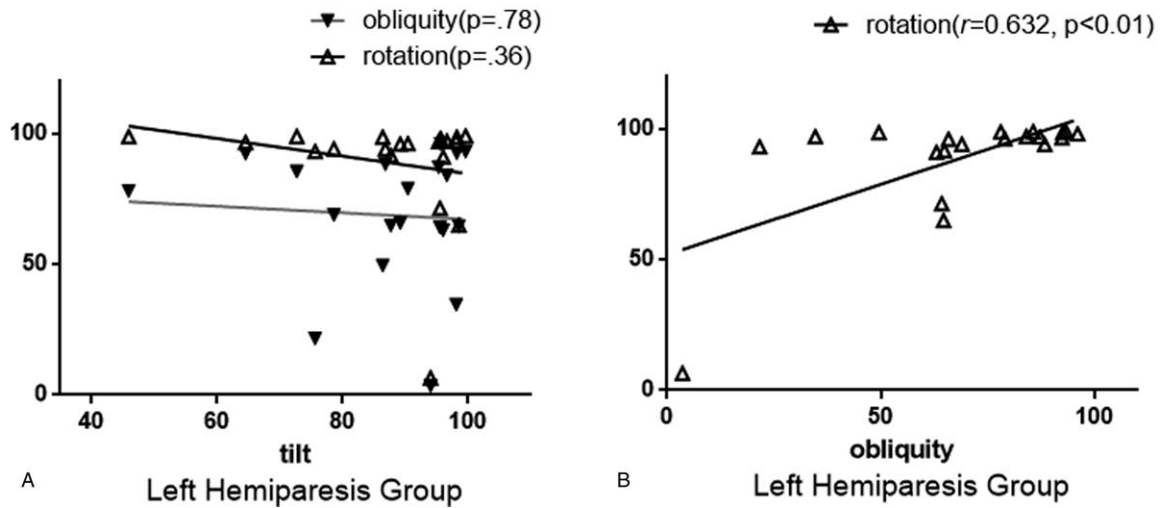 obliquity(p=.78)
rotation(p=.36)
100
50
0
40 60 80 100
tilt
A
Left Hemiparesis Group
rotation(r=0.632, p<0.01)
100
50
0
0 50 100
obliquity
B
Left Hemiparesis Group